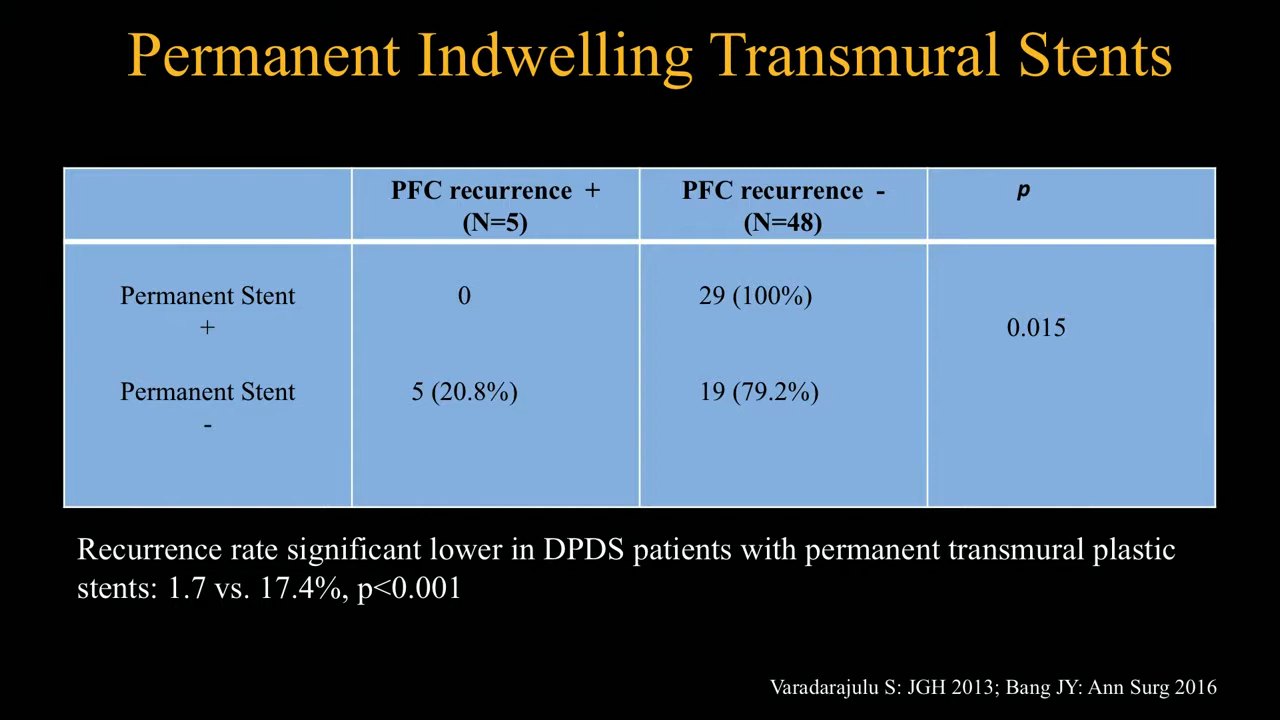 Permanent Indwelling Transmural Stents
PFC recurrence +
(N=5)
PFC recurrence -
(N=48)
p
Permanent Stent
+
0
29 (100%)
0.015
Permanent Stent
-
5 (20.8%)
19 (79.2%)
Recurrence rate significant lower in DPDS patients with permanent transmural plastic
stents: 1.7 vs. 17.4%, p<0.001
Varadarajulu S: JGH 2013; Bang JY: Ann Surg 2016